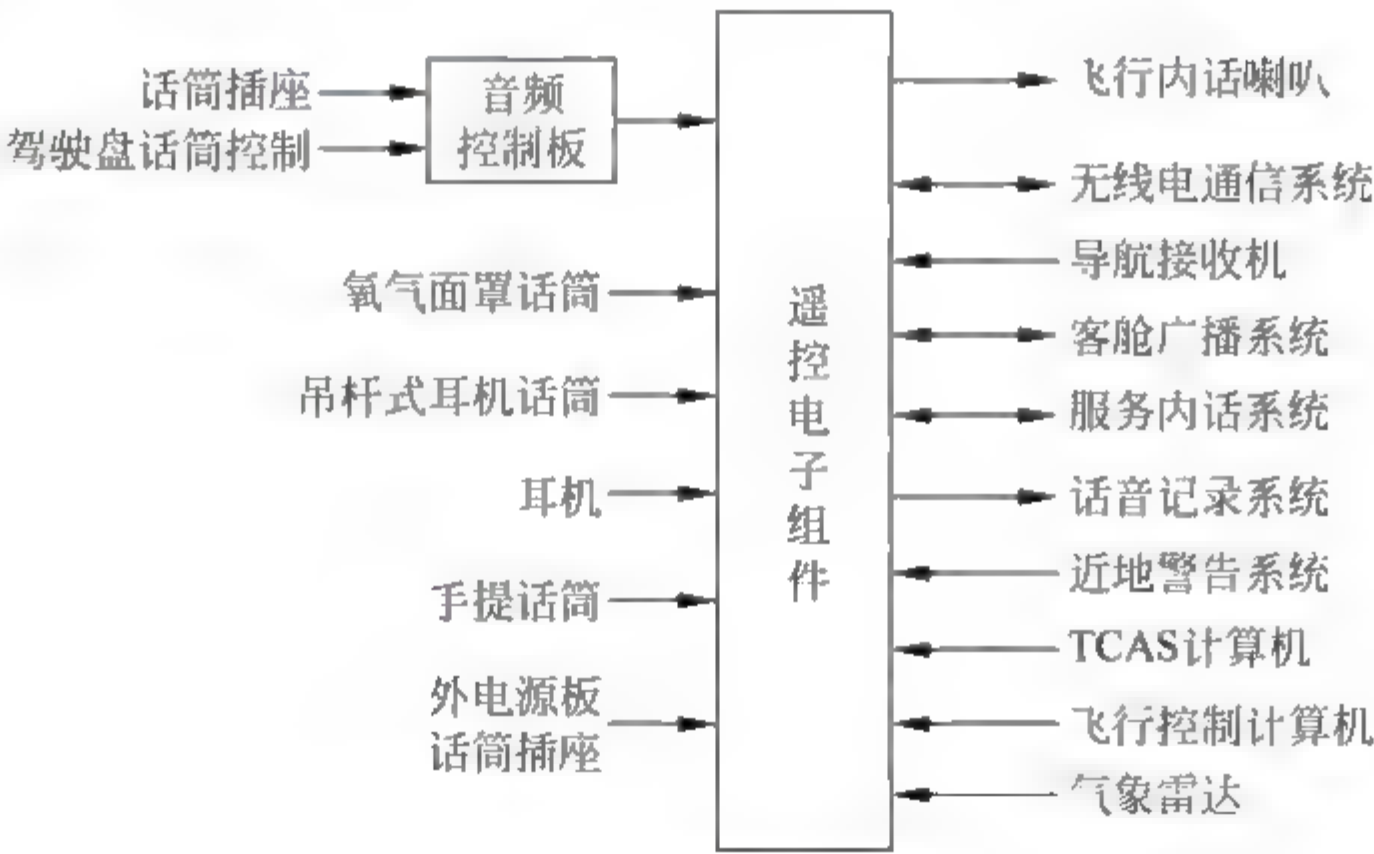 话筒插座
驾驶盘话筒控制
音频
控制板
氧气面罩话筒
吊杆式耳机话筒
耳机
手提话筒
外电源板
话筒插座
遥
控
电
子
组
件
飞行内话喇叭
无线电通信系统
导航接收机
客舱广播系统
服务内话系统
话音记录系统
近地警告系统
TCAS计算机
飞行控制计算机
气象雷达